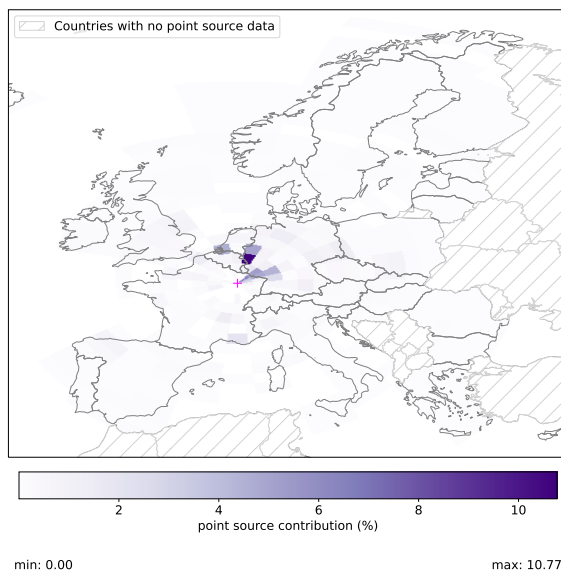 Countries with no point source data
2 4 6 8 10
point source contribution (%)
min: 0.00 max: 10.77